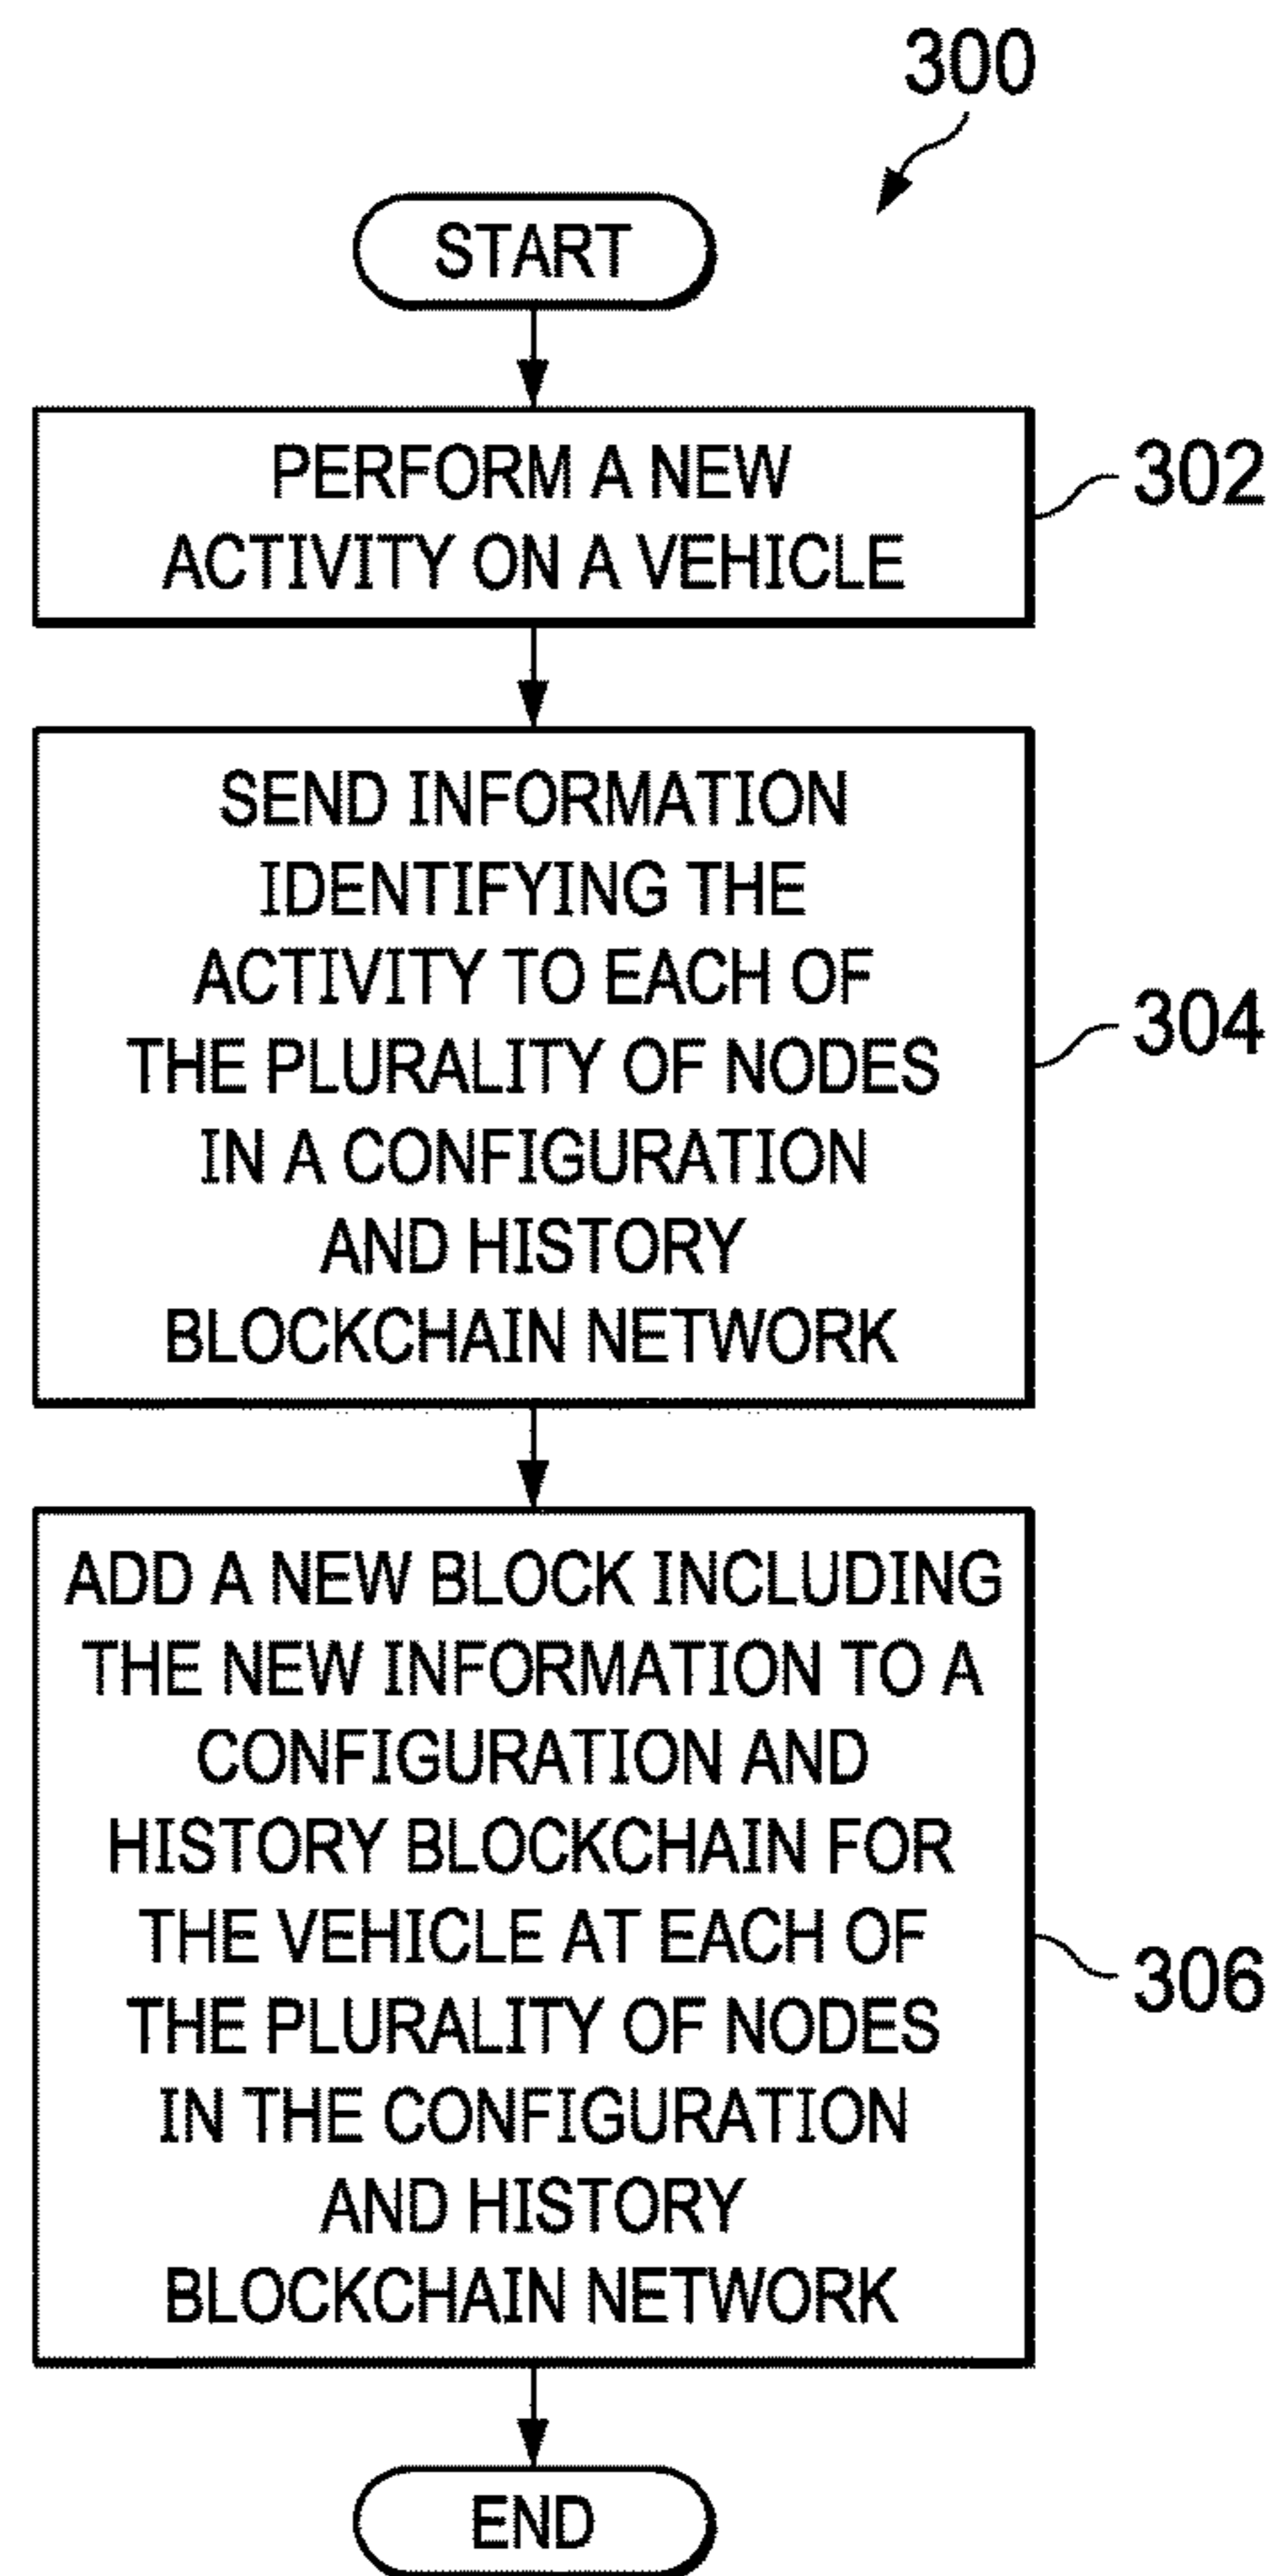 300
START
PERFORM A NEW
ACTIVITY ON A VEHICLE
302
SEND INFORMATION
IDENTIFYING THE
ACTIVITY TO EACH OF
THE PLURALITY OF NODES
IN A CONFIGURATION
AND HISTORY
BLOCKCHAIN NETWORK
304
ADD A NEW BLOCK INCLUDING
THE NEW INFORMATION TO A
CONFIGURATION AND
HISTORY BLOCKCHAIN FOR
THE VEHICLE AT EACH OF
THE PLURALITY OF NODES
IN THE CONFIGURATION
AND HISTORY
BLOCKCHAIN NETWORK
306
END